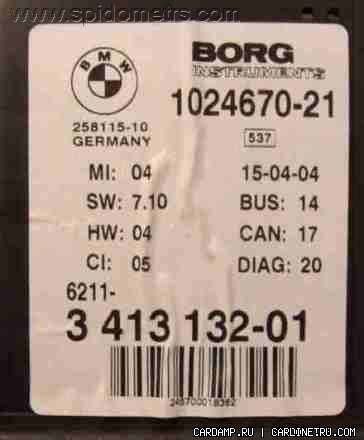 www.spidometrs.com
BMW
BORG
INSTRUMENTS
1024670-21
258115-10
GERMANY
537
MI: 04
15-04-04
SW: 7.10
BUS: 14
HW: 04
CAN: 17
CI: 05
DIAG: 20
6211-
3 413 132-01
CARDAMP.RU | CARDINETRU.COM